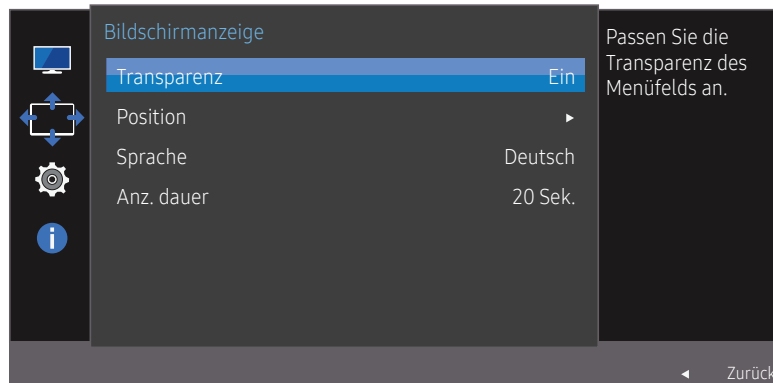 Bildschirmanzeige
Transparenz Ein
Position
Sprache Deutsch
Anz. dauer 20 Sek.
Passen Sie die
Transparenz des
Menüfelds an.
Zurück